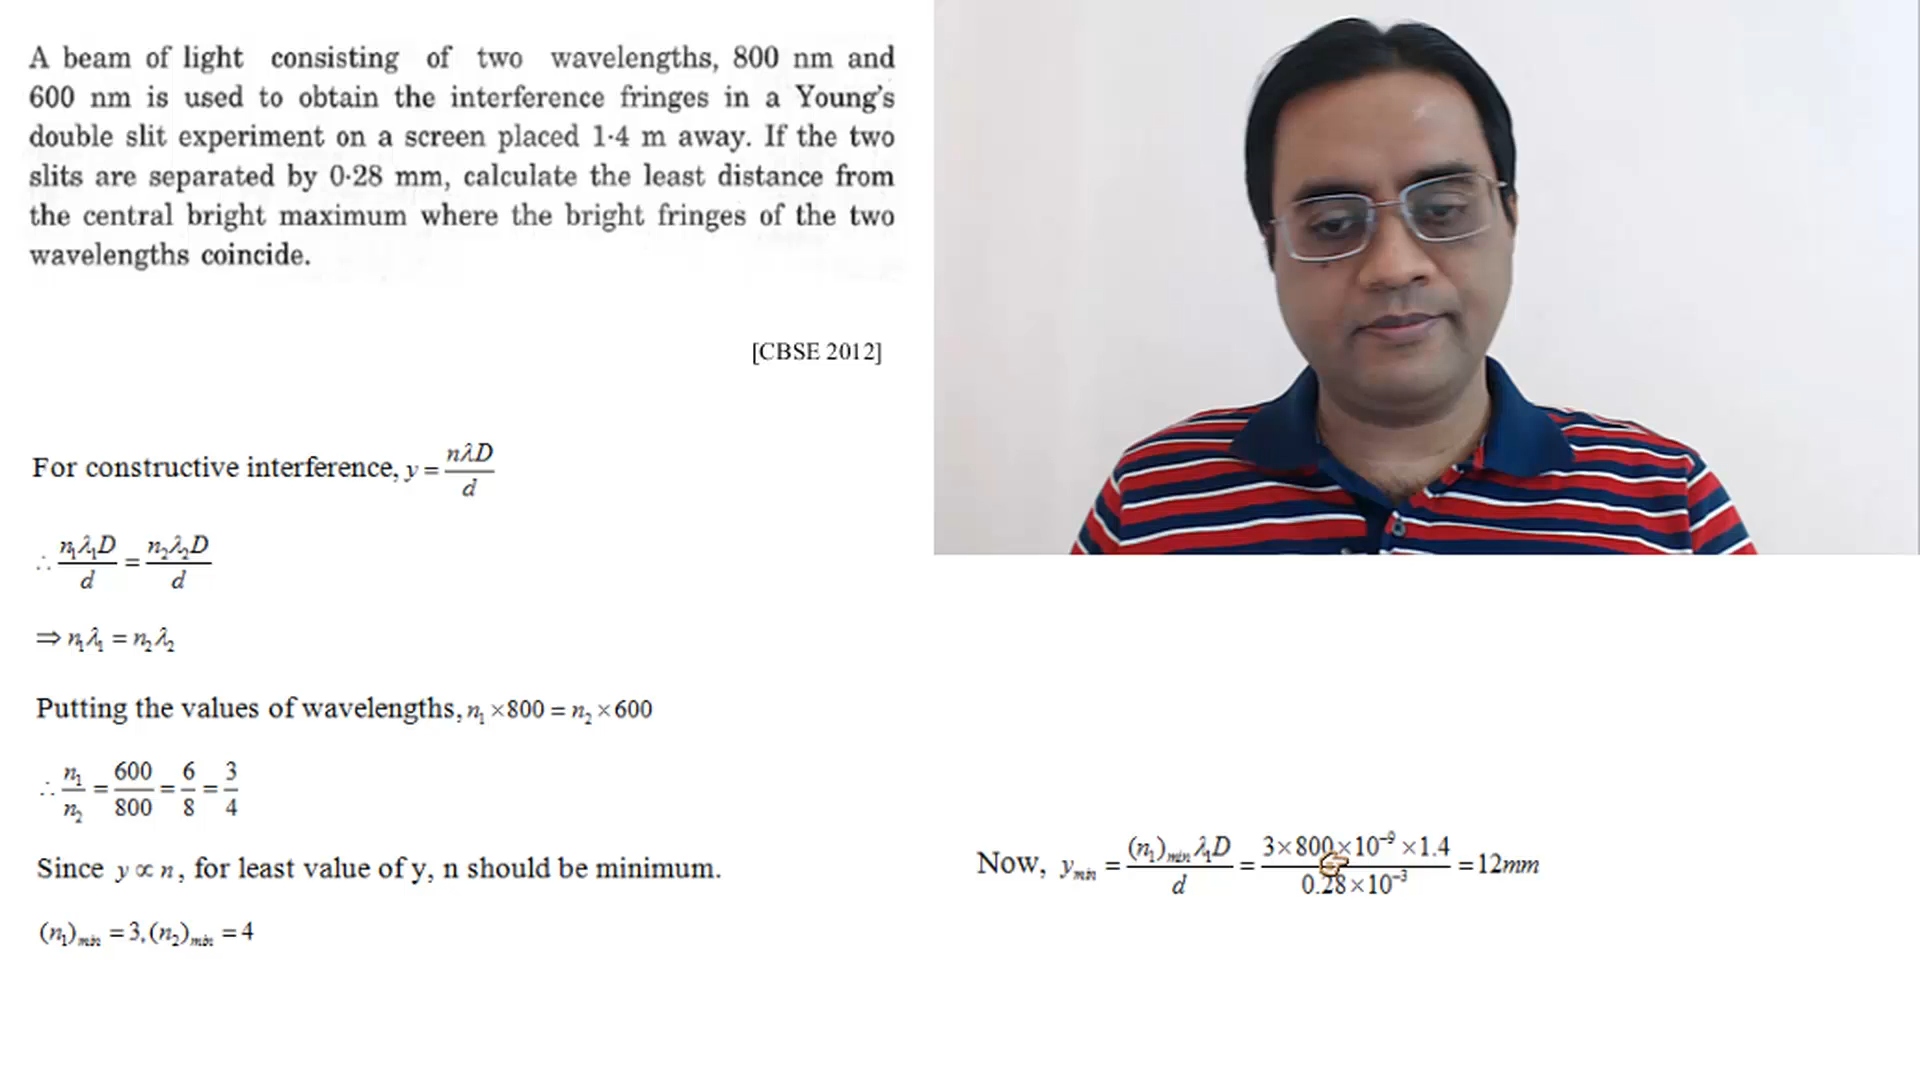 A beam of light consisting of two wavelengths, 800 nm and
600 nm is used to obtain the interference fringes in a Young's
double slit experiment on a screen placed 1·4 m away. If the two
slits are separated by 0·28 mm, calculate the least distance from
the central bright maximum where the bright fringes of the two
wavelengths coincide.
[CBSE 2012]
For constructive interference, y = nλD / d
∴ n₁λ₁D / d = n₂λ₂D / d
⇒ n₁λ₁ = n₂λ₂
Putting the values of wavelengths, n₁ × 800 = n₂ × 600
∴ n₁ / n₂ = 600 / 800 = 6 / 8 = 3 / 4
Since y ∝ n, for least value of y, n should be minimum.
(n₁)min = 3, (n₂)min = 4
Now, ymin = (n₁)min λ₁D / d = 3×800×10⁻⁹ ×1.4 / 0.28×10⁻³ = 12mm